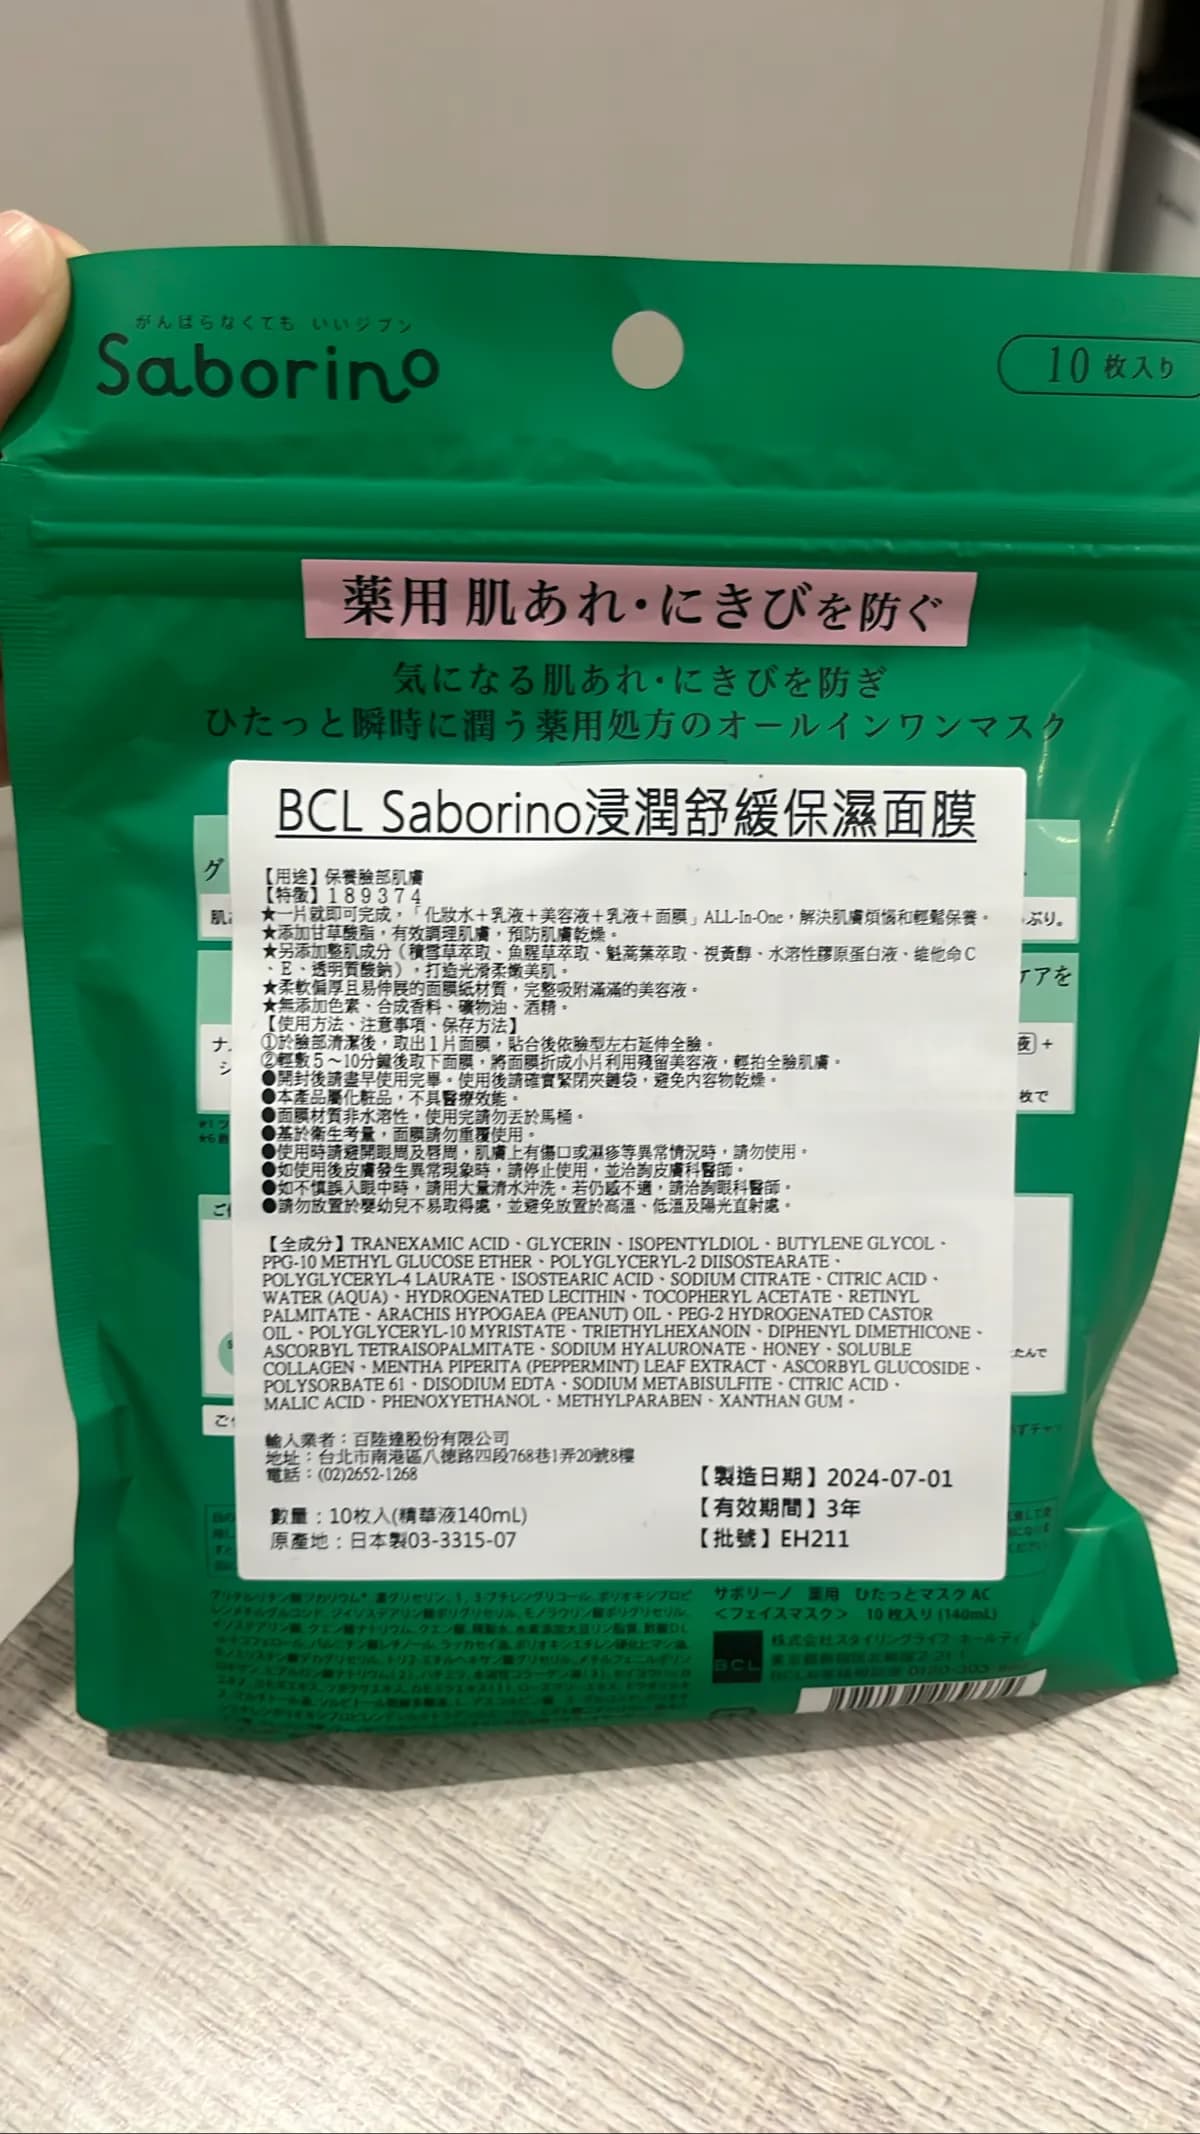 がんばらなくても いいジブン
Saborino
10枚入り
薬用 肌あれ・にきびを防ぐ
気になる肌あれ・にきびを防ぎ
ひたっと瞬時に潤う薬用処方のオールインワンマスク
BCL Saborino浸潤舒緩保濕面膜
【用途】保養臉部肌膚
【特徵】189374
★一片就即可完成,「化妝水+乳液+美容液+乳液+面膜」ALL-In-One,解決肌膚煩惱和輕鬆保養。
★添加甘草酸脂,有效調理肌膚,預防肌膚乾燥。
★另添加整肌成分(積雪草萃取、魚腥草萃取、魁蒿葉萃取、視黃醇、水溶性膠原蛋白液、維他命C
、E、透明質酸鈉),打造光滑柔嫩美肌。
★柔軟偏厚且易伸展的面膜紙材質,完整吸附滿滿的美容液。
★無添加色素、合成香料、礦物油、酒精。
【使用方法、注意事項、保存方法】
①於臉部清潔後,取出1片面膜,貼合後依臉型左右延伸全臉。
②輕敷5~10分鐘後取下面膜,將面膜折成小片利用殘留美容液,輕拍全臉肌膚。
●開封後請盡早使用完畢。使用後請確實緊閉夾鏈袋,避免內容物乾燥。
●本產品屬化粧品,不具醫療效能。
●面膜材質非水溶性,使用完請勿丟於馬桶。
●基於衛生考量,面膜請勿重覆使用。
●使用時請避開眼周及唇周,肌膚上有傷口或濕疹等異常情況時,請勿使用。
●如使用後皮膚發生異常現象時,請停止使用,並洽詢皮膚科醫師。
●如不慎誤入眼中時,請用大量清水沖洗。若仍感不適,請洽詢眼科醫師。
●請勿放置於嬰幼兒不易取得處,並避免放置於高溫、低溫及陽光直射處。
【全成分】TRANEXAMIC ACID、GLYCERIN、ISOPENTYLDIOL、BUTYLENE GLYCOL、
PPG-10 METHYL GLUCOSE ETHER、POLYGLYCERYL-2 DIISOSTEARATE、
POLYGLYCERYL-4 LAURATE、ISOSTEARIC ACID、SODIUM CITRATE、CITRIC ACID、
WATER (AQUA)、HYDROGENATED LECITHIN、TOCOPHERYL ACETATE、RETINYL
PALMITATE、ARACHIS HYPOGAEA (PEANUT) OIL、PEG-2 HYDROGENATED CASTOR
OIL、POLYGLYCERYL-10 MYRISTATE、TRIETHYLHEXANOIN、DIPHENYL DIMETHICONE、
ASCORBYL TETRAISOPALMITATE、SODIUM HYALURONATE、HONEY、SOLUBLE
COLLAGEN、MENTHA PIPERITA (PEPPERMINT) LEAF EXTRACT、ASCORBYL GLUCOSIDE、
POLYSORBATE 61、DISODIUM EDTA、SODIUM METABISULFITE、CITRIC ACID、
MALIC ACID、PHENOXYETHANOL、METHYLPARABEN、XANTHAN GUM。
輸入業者:百陸達股份有限公司
地址:台北市南港區八德路四段768巷1弄20號8樓
電話:(02)2652-1268
數量:10枚入(精華液140mL)
原產地:日本製03-3315-07
【製造日期】2024-07-01
【有效期間】3年
【批號】EH211
サボリーノ 薬用 ひたっとマスク AC
<フェイスマスク> 10枚入り(140mL)
BCL
株式会社スタイリングライフ・ホールディ